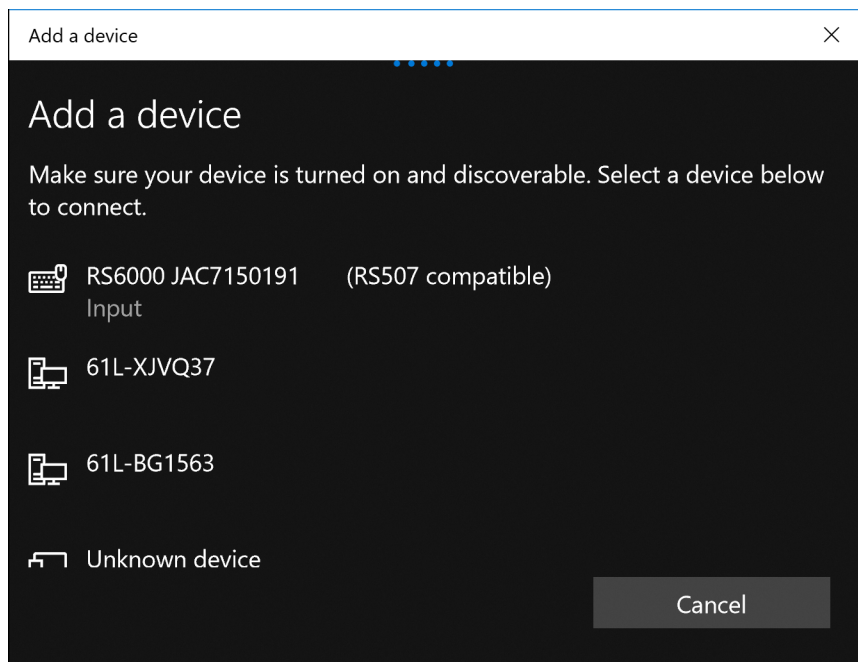 Add a device
Add a device
Make sure your device is turned on and discoverable. Select a device below
to connect.
RS6000 JAC7150191 (RS507 compatible)
Input
61L-XJVQ37
61L-BG1563
Unknown device
Cancel